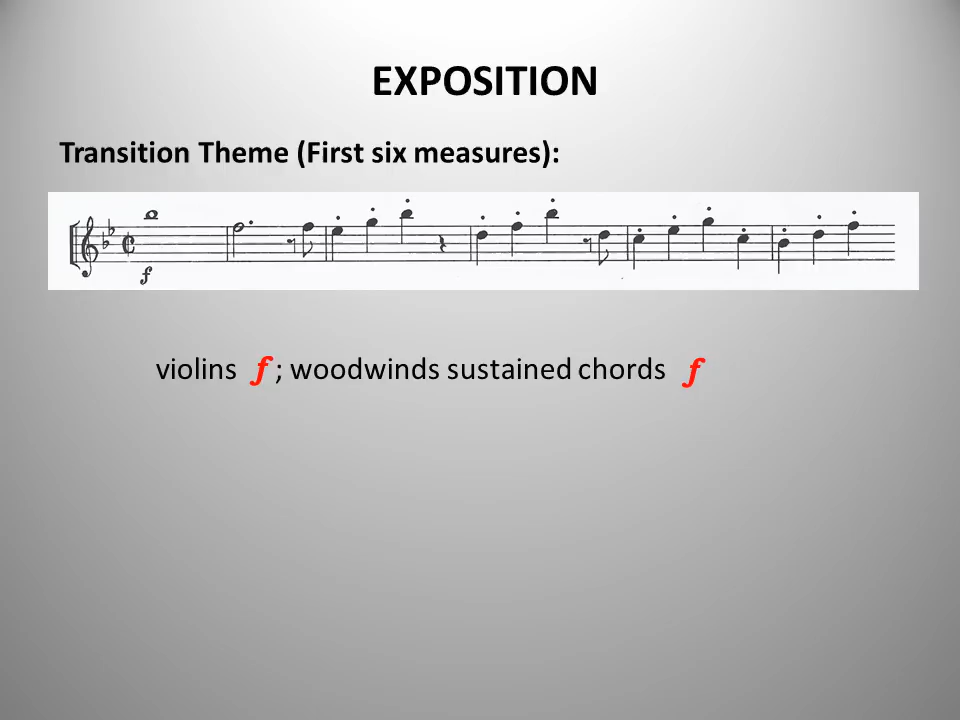 EXPOSITION
Transition Theme (First six measures):
f
violins f ; woodwinds sustained chords f